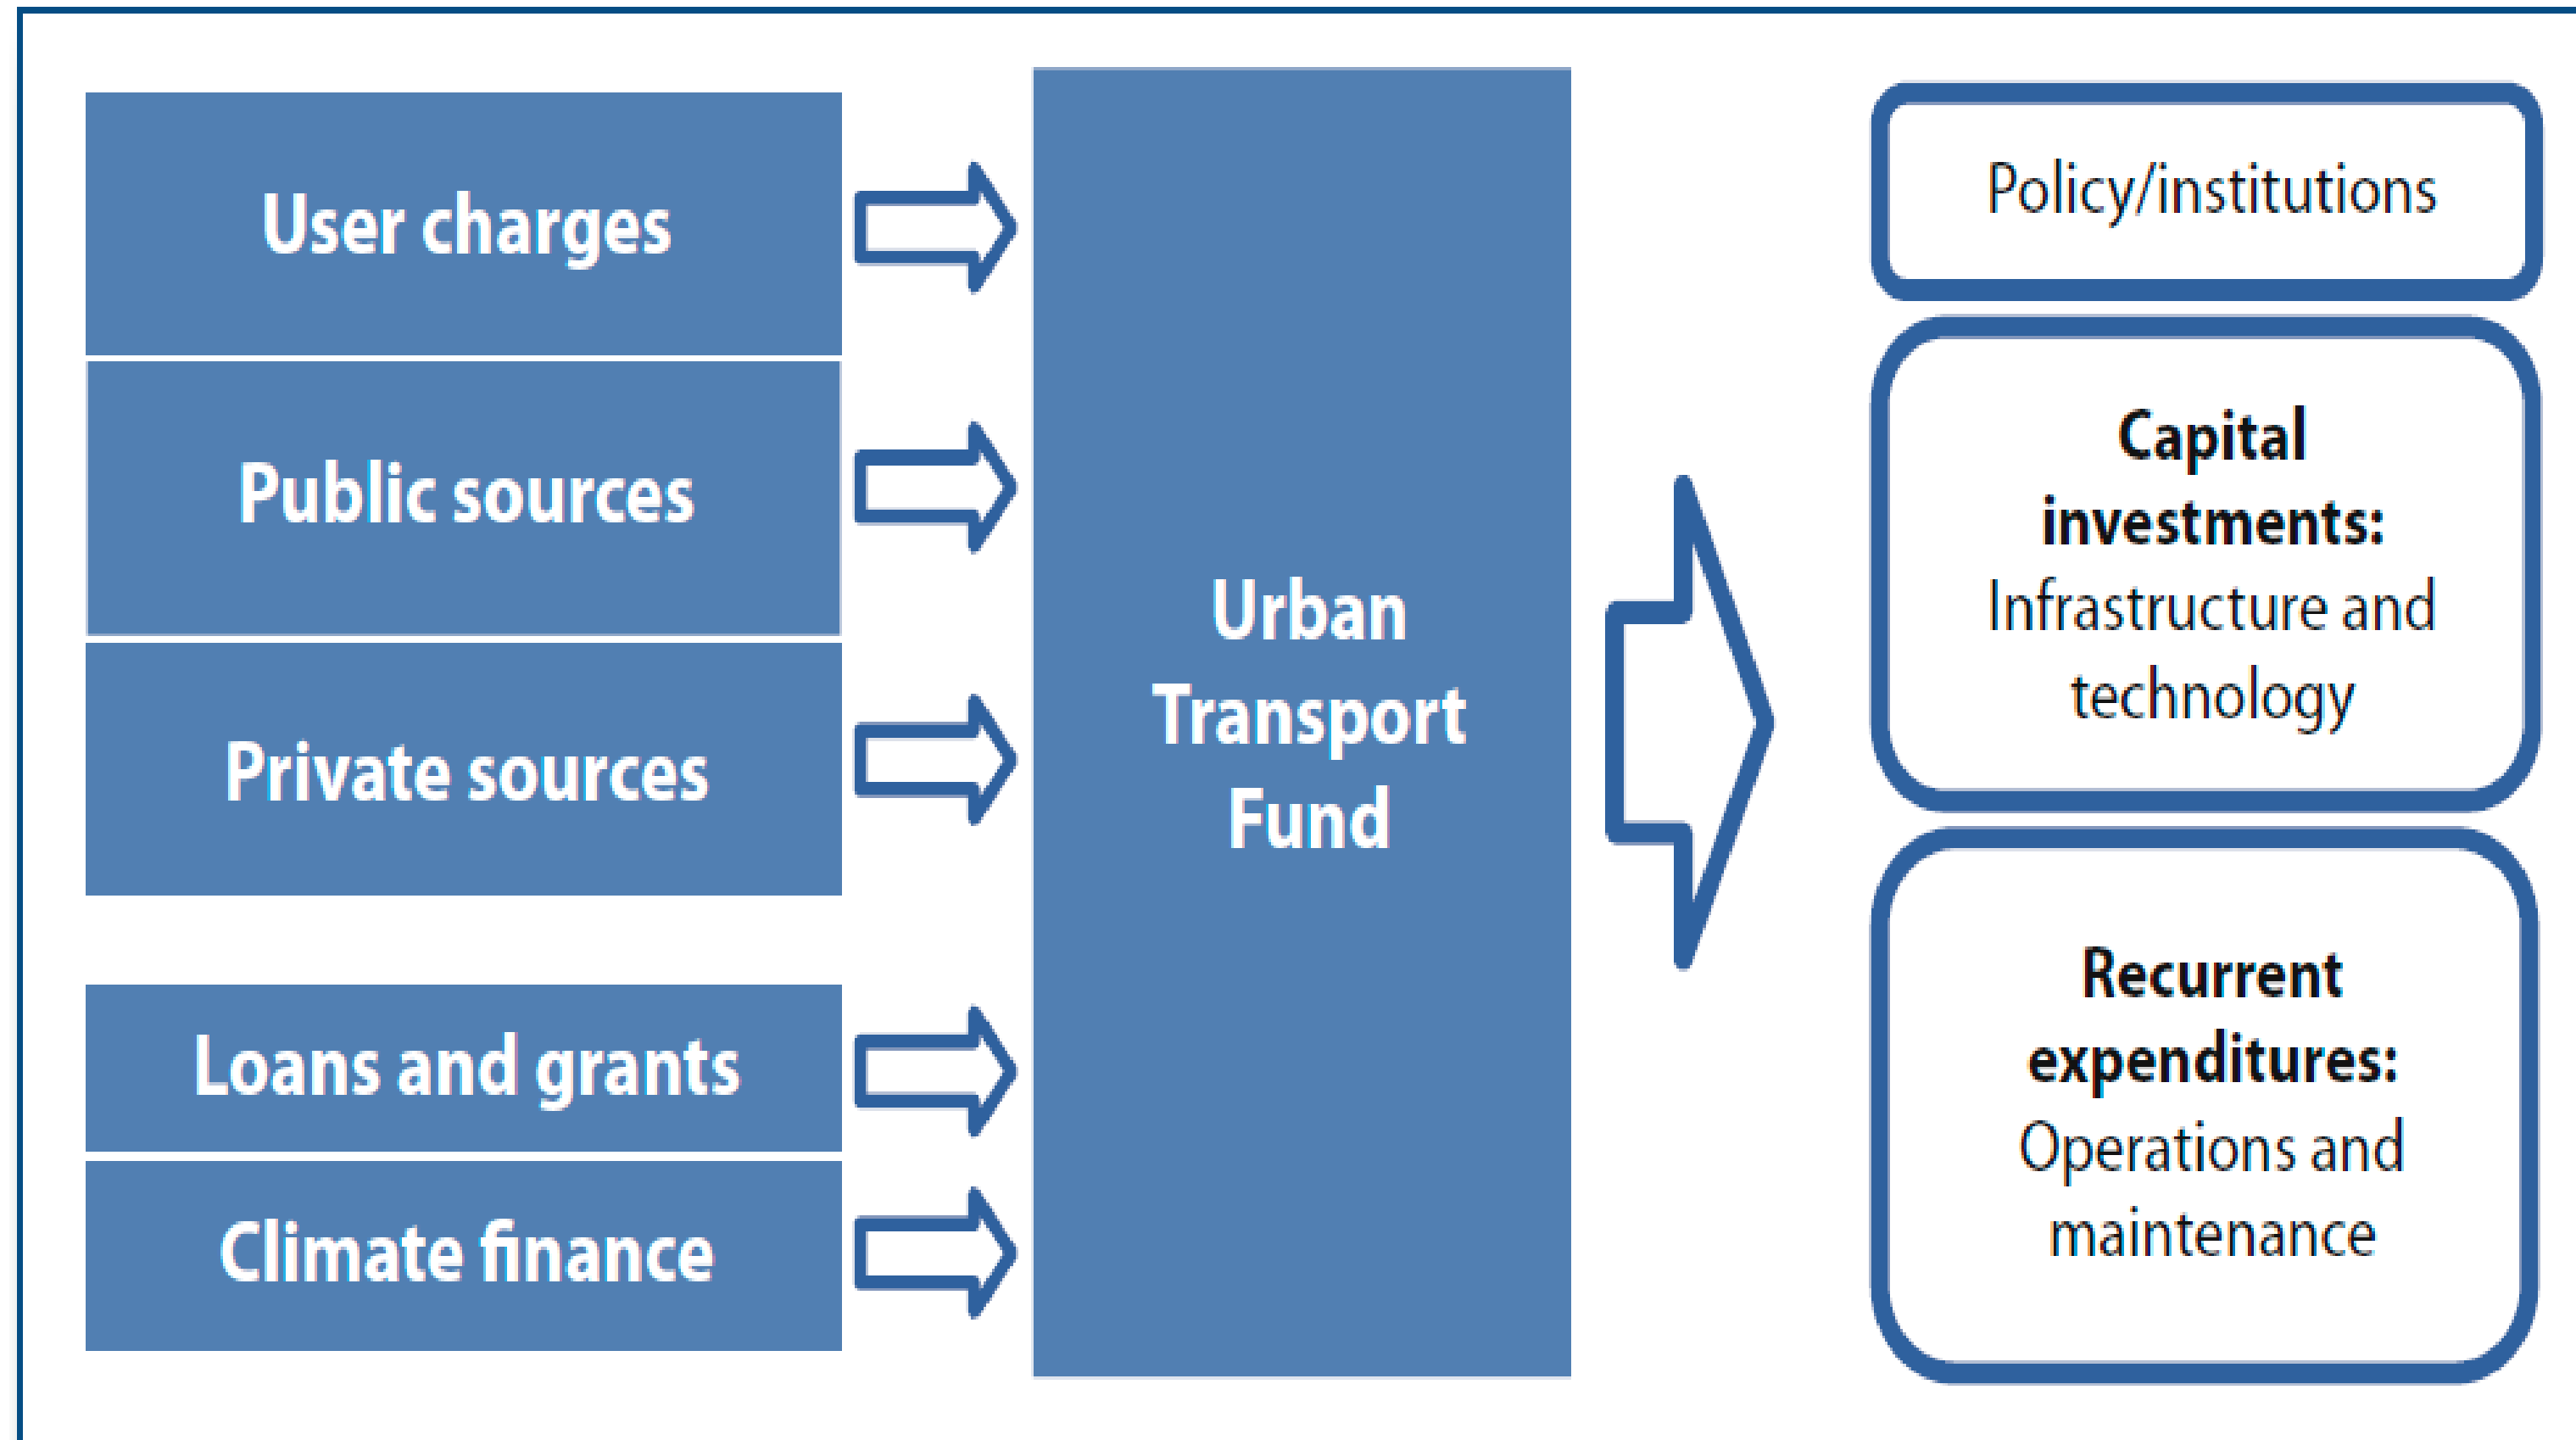 User charges
Public sources
Private sources
Loans and grants
Climate finance
Urban
Transport
Fund
Policy/institutions
Capital
investments:
Infrastructure and
technology
Recurrent
expenditures:
Operations and
maintenance